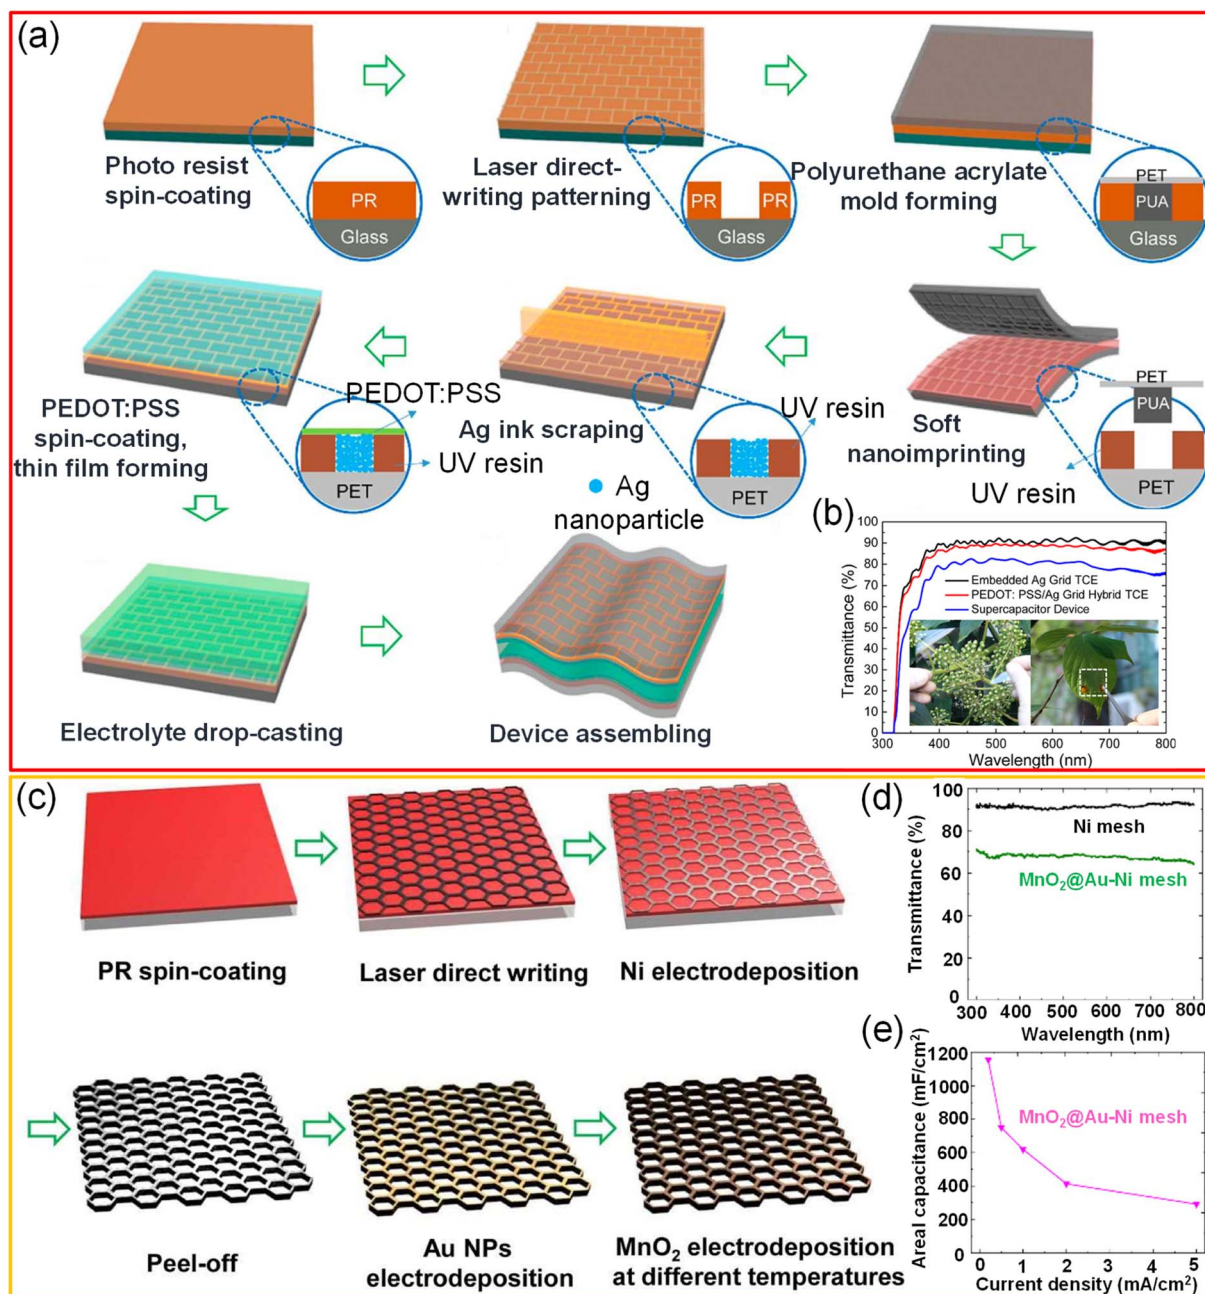 (a)
Photo resist
spin-coating
PR
Glass
Laser direct-
writing patterning
PR PR
Glass
Polyurethane acrylate
mold forming
PET
PUA
Glass
PEDOT:PSS
spin-coating,
thin film forming
PEDOT:PSS
UV resin
PET
Ag ink scraping
UV resin
PET
Ag
nanoparticle
Soft
nanoimprinting
PET
PUA
UV resin
PET
Electrolyte drop-casting
Device assembling
(b)
Transmittance (%)
100
90
80
70
60
50
40
30
20
10
0
Embedded Ag Grid TCE
PEDOT: PSS/Ag Grid Hybrid TCE
Supercapacitor Device
300 400 500 600 700 800
Wavelength (nm)
(c)
PR spin-coating
Laser direct writing
Ni electrodeposition
Peel-off
Au NPs
electrodeposition
MnO₂ electrodeposition
at different temperatures
(d)
Transmittance (%)
100
80
60
40
20
0
Ni mesh
MnO₂@Au-Ni mesh
300 400 500 600 700 800
Wavelength (nm)
(e)
Areal capacitance (mF/cm²)
1200
1000
800
600
400
200
0
MnO₂@Au-Ni mesh
0 1 2 3 4 5
Current density (mA/cm²)